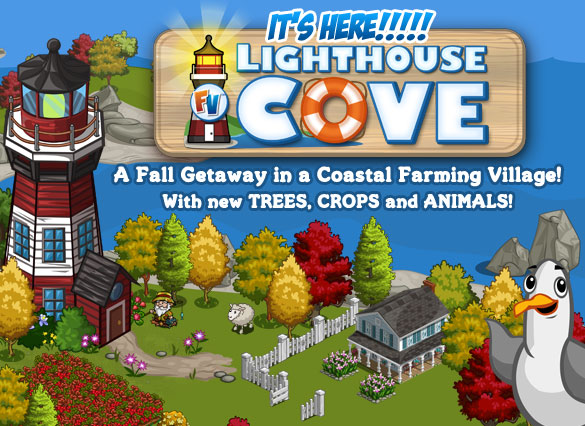 IT'S HERE!!!!!
LIGHTHOUSE
FV
COVE
A Fall Getaway in a Coastal Farming Village!
With new TREES, CROPS and ANIMALS!